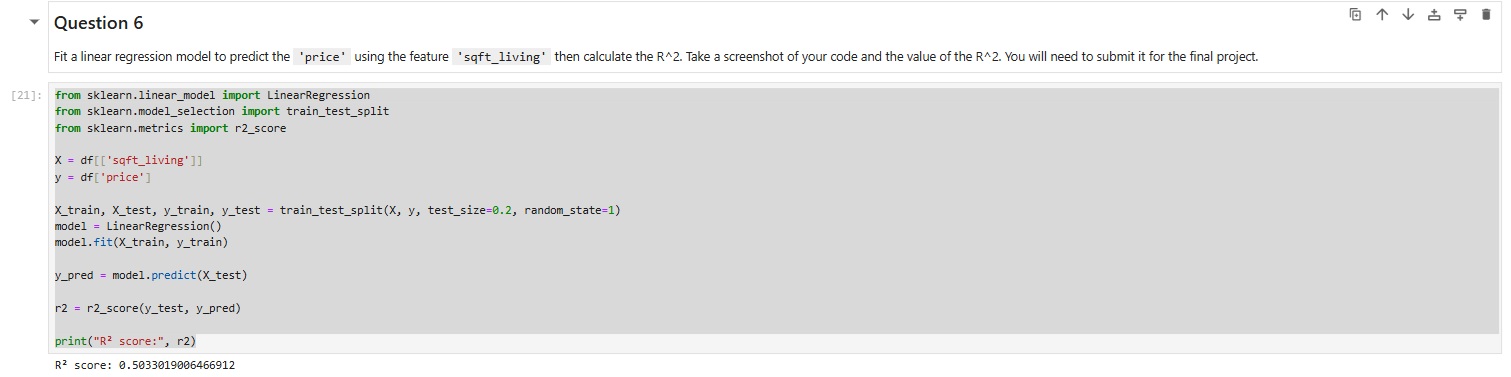 Question 6
Fit a linear regression model to predict the 'price' using the feature 'sqft_living' then calculate the R^2. Take a screenshot of your code and the value of the R^2. You will need to submit it for the final project.
[21]:
from sklearn.linear_model import LinearRegression
from sklearn.model_selection import train_test_split
from sklearn.metrics import r2_score
X = df[['sqft_living']]
y = df['price']
X_train, X_test, y_train, y_test = train_test_split(X, y, test_size=0.2, random_state=1)
model = LinearRegression()
model.fit(X_train, y_train)
y_pred = model.predict(X_test)
r2 = r2_score(y_test, y_pred)
print("R² score:", r2)
R² score: 0.5033019006466912